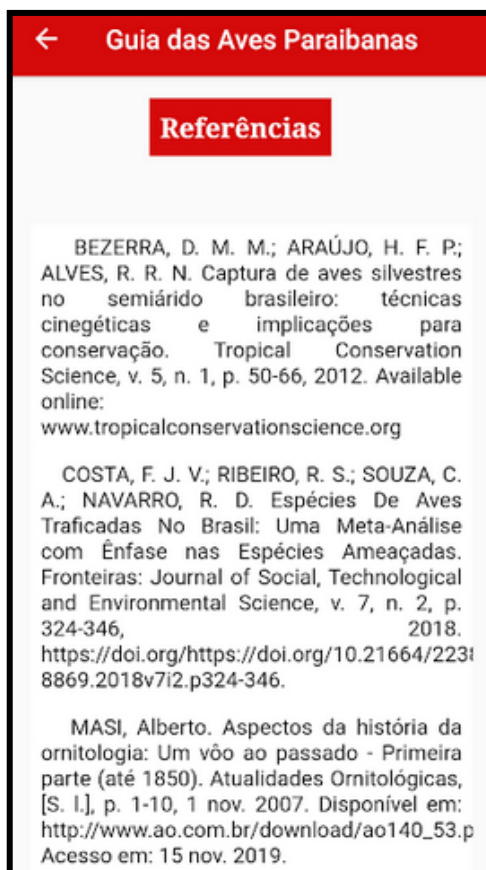 Guia das Aves Paraibanas
Referências
BEZERRA, D. M. M.; ARAÚJO, H. F. P.;
ALVES, R. R. N. Captura de aves silvestres
no semiárido brasileiro: técnicas
cinegéticas e implicações para
conservação. Tropical Conservation
Science, v. 5, n. 1, p. 50-66, 2012. Available
online:
www.tropicalconservationscience.org
COSTA, F. J. V.; RIBEIRO, R. S.; SOUZA, C.
A.; NAVARRO, R. D. Espécies De Aves
Traficadas No Brasil: Uma Meta-Análise
com Ênfase nas Espécies Ameaçadas.
Fronteiras: Journal of Social, Technological
and Environmental Science, v. 7, n. 2, p.
324-346, 2018.
https://doi.org/https://doi.org/10.21664/2238
8869.2018v7i2.p324-346.
MASI, Alberto. Aspectos da história da
ornitologia: Um vôo ao passado - Primeira
parte (até 1850). Atualidades Ornitológicas,
[S. l.], p. 1-10, 1 nov. 2007. Disponível em:
http://www.ao.com.br/download/ao140_53.p
Acesso em: 15 nov. 2019.